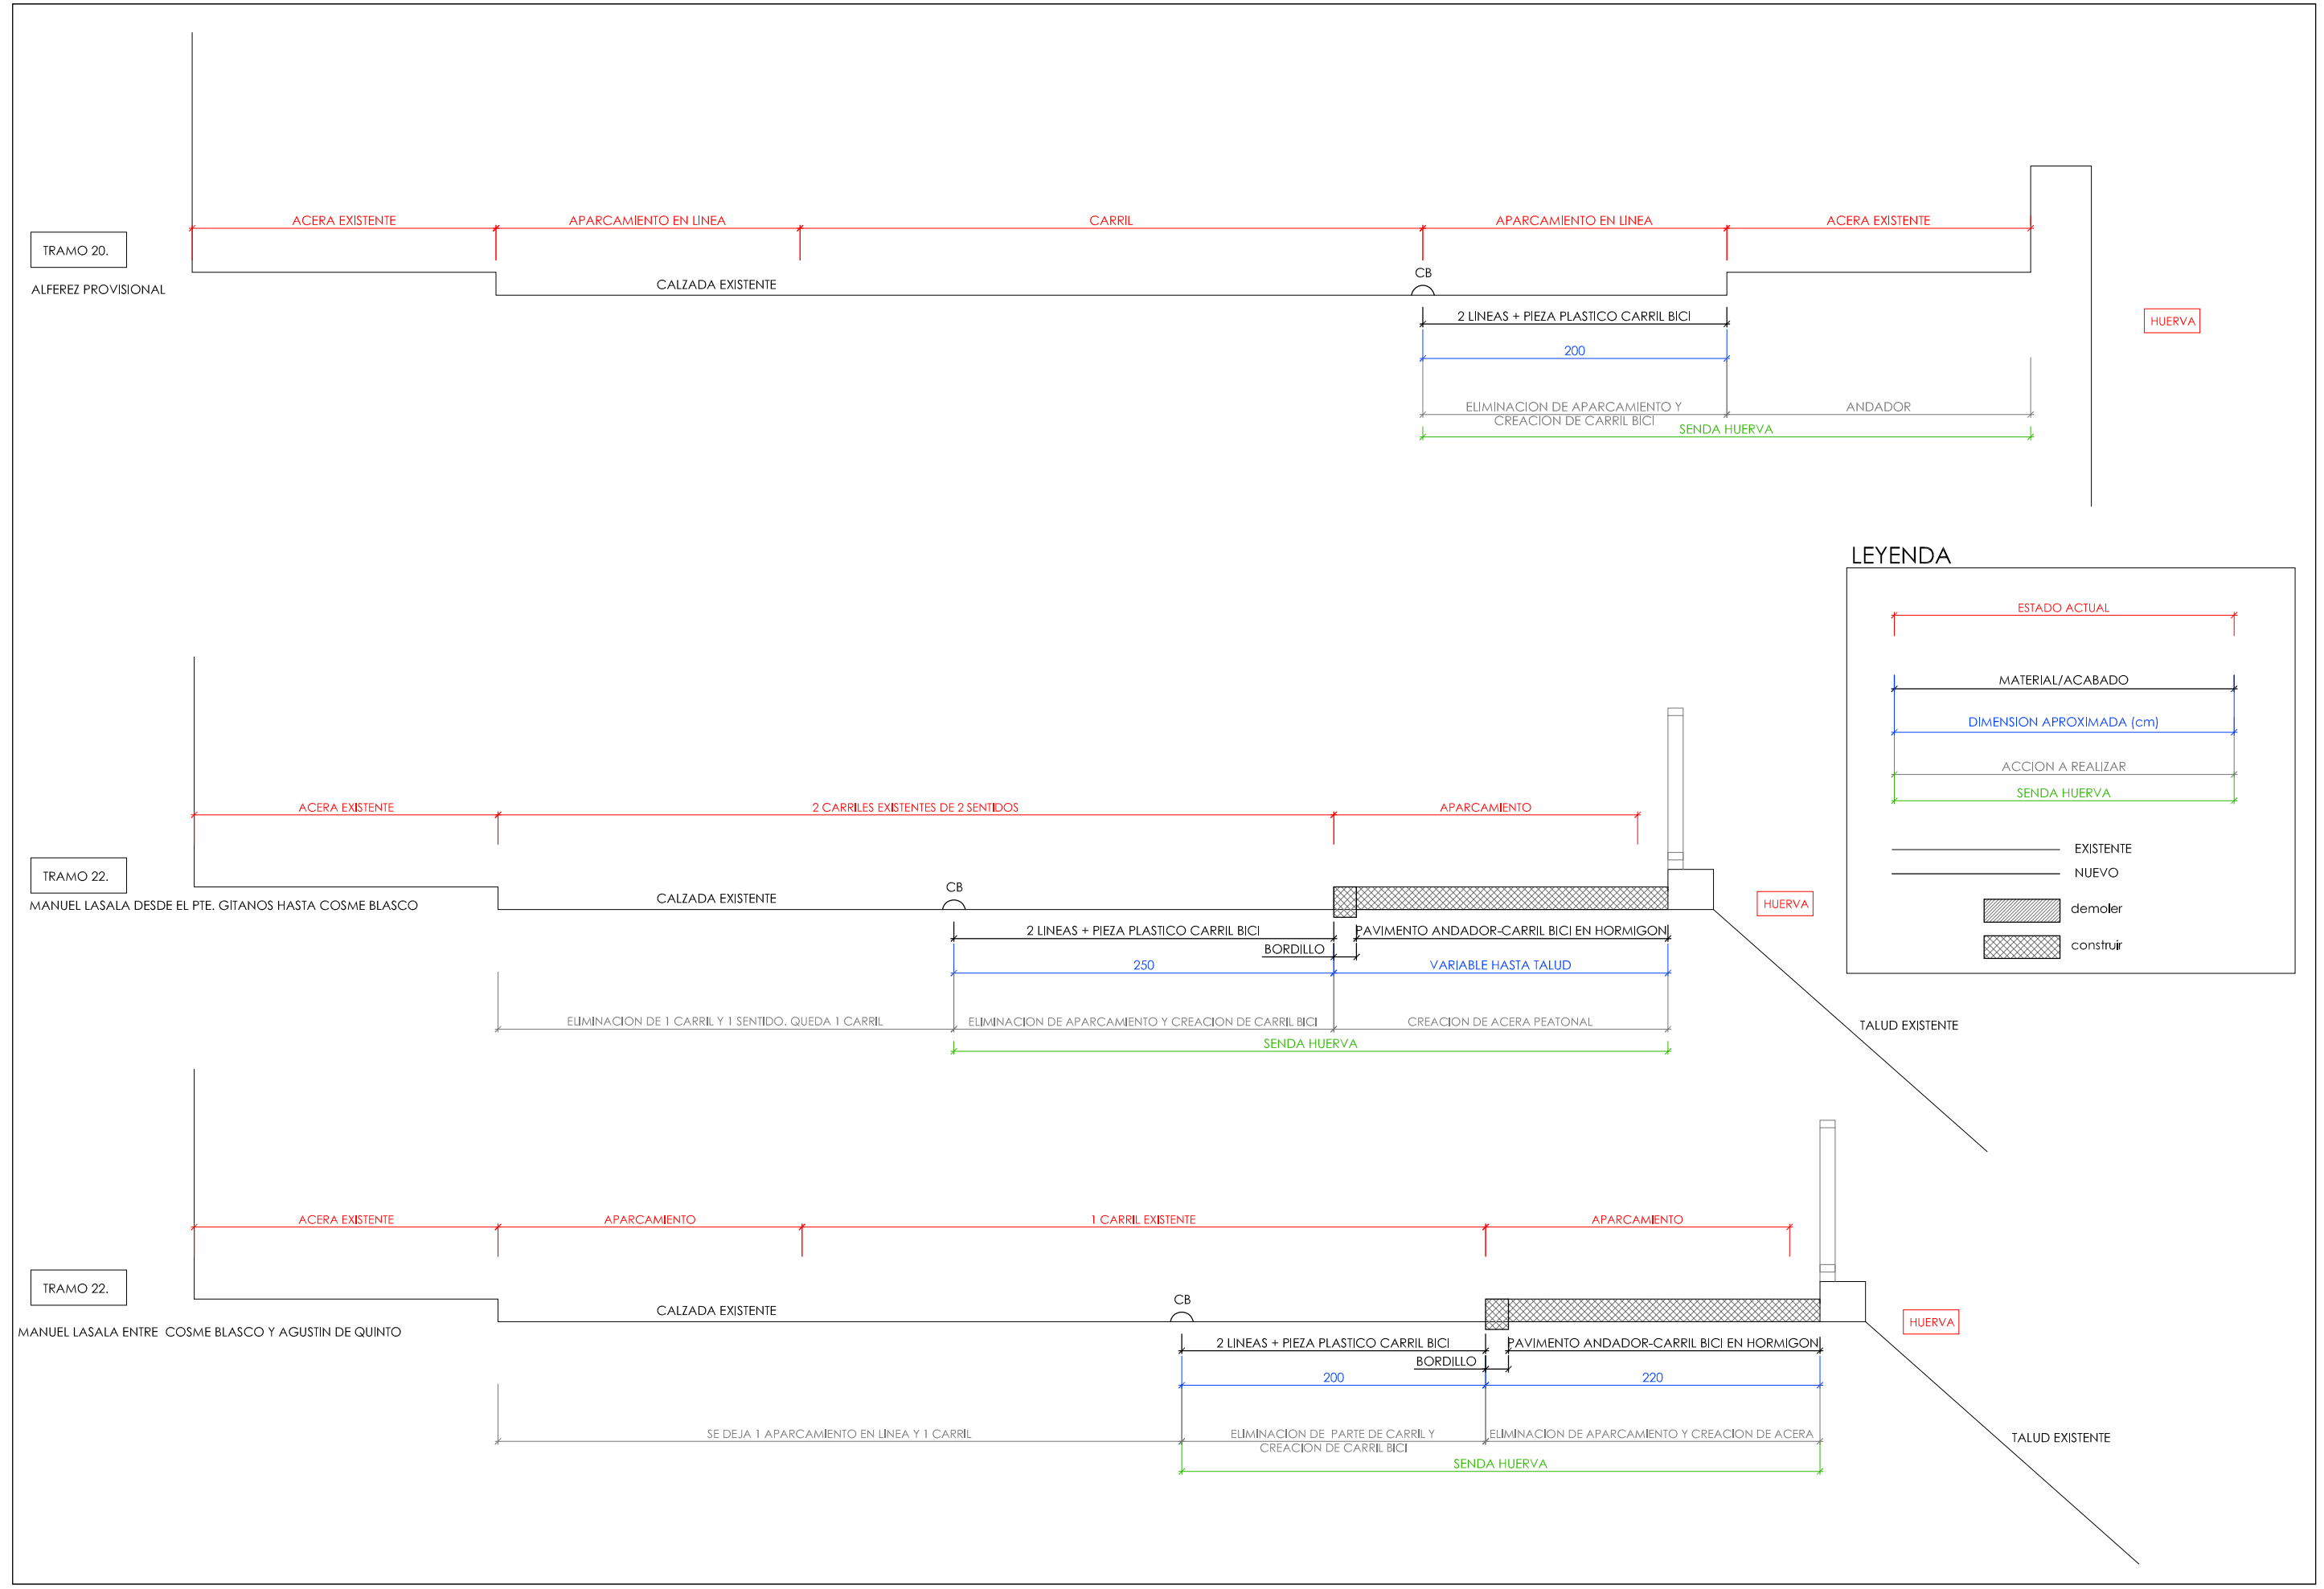 ACERA EXISTENTE
APARCAMIENTO EN LINEA
CARRIL
APARCAMIENTO EN LINEA
ACERA EXISTENTE
TRAMO 20.
ALFEREZ PROVISIONAL
CALZADA EXISTENTE
CB
2 LINEAS + PIEZA PLASTICO CARRIL BICI
200
ELIMINACION DE APARCAMIENTO Y
CREACION DE CARRIL BICI
ANDADOR
SENDA HUERVA
HUERVA
LEYENDA
ESTADO ACTUAL
MATERIAL/ACABADO
DIMENSION APROXIMADA (cm)
ACCION A REALIZAR
SENDA HUERVA
EXISTENTE
NUEVO
demoler
construir
ACERA EXISTENTE
2 CARRILES EXISTENTES DE 2 SENTIDOS
APARCAMIENTO
TRAMO 22.
MANUEL LASALA DESDE EL PTE. GITANOS HASTA COSME BLASCO
CALZADA EXISTENTE
CB
2 LINEAS + PIEZA PLASTICO CARRIL BICI
PAVIMENTO ANDADOR-CARRIL BICI EN HORMIGON
BORDILLO
250
VARIABLE HASTA TALUD
ELIMINACION DE 1 CARRIL Y 1 SENTIDO. QUEDA 1 CARRIL
ELIMINACION DE APARCAMIENTO Y CREACION DE CARRIL BICI
CREACION DE ACERA PEATONAL
SENDA HUERVA
HUERVA
TALUD EXISTENTE
ACERA EXISTENTE
APARCAMIENTO
1 CARRIL EXISTENTE
APARCAMIENTO
TRAMO 22.
MANUEL LASALA ENTRE COSME BLASCO Y AGUSTIN DE QUINTO
CALZADA EXISTENTE
CB
2 LINEAS + PIEZA PLASTICO CARRIL BICI
PAVIMENTO ANDADOR-CARRIL BICI EN HORMIGON
BORDILLO
200
220
SE DEJA 1 APARCAMIENTO EN LINEA Y 1 CARRIL
ELIMINACION DE PARTE DE CARRIL Y
CREACION DE CARRIL BICI
ELIMINACION DE APARCAMIENTO Y CREACION DE ACERA
SENDA HUERVA
HUERVA
TALUD EXISTENTE